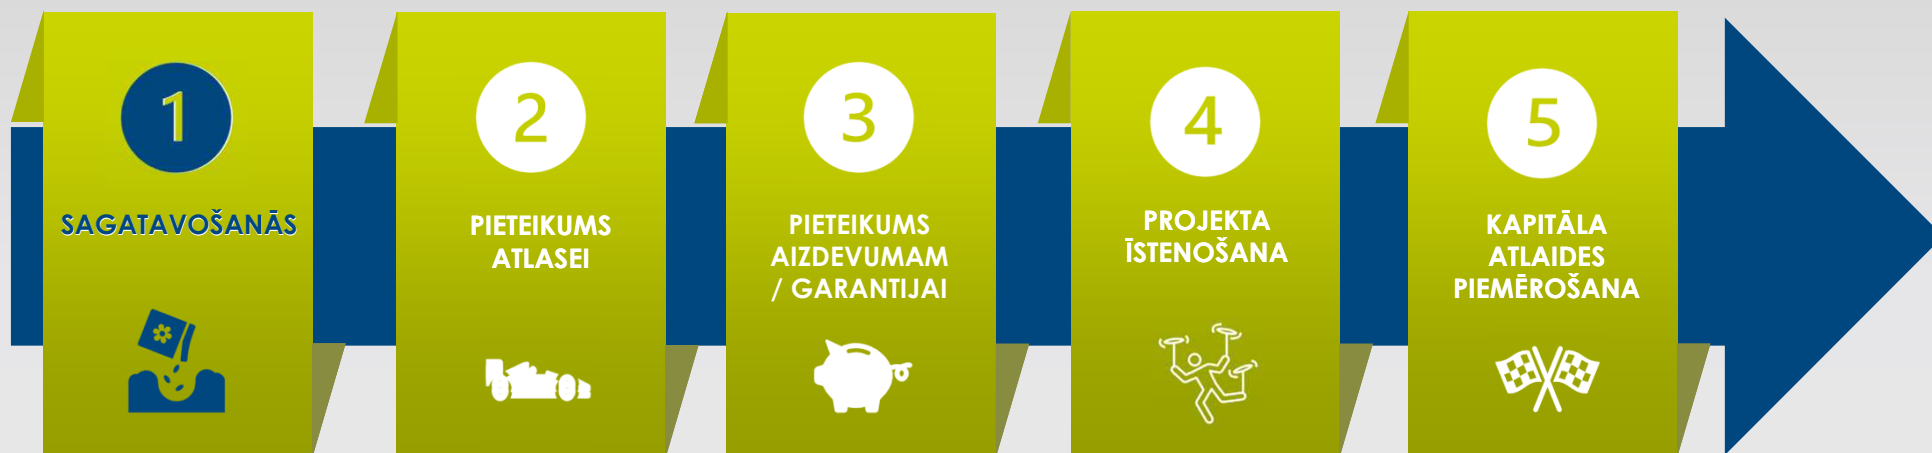 1
SAGATAVOŠANĀS
2
PIETEIKUMS
ATLASEI
3
PIETEIKUMS
AIZDEVUMAM
/ GARANTIJAI
4
PROJEKTA
ĪSTENOŠANA
5
KAPITĀLA
ATLAIDES
PIEMĒROŠANA